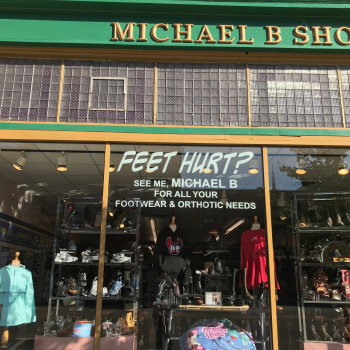 MICHAEL B SHO
FEET HURT?
SEE ME, MICHAEL B
FOR ALL YOUR
FOOTWEAR & ORTHOTIC NEEDS